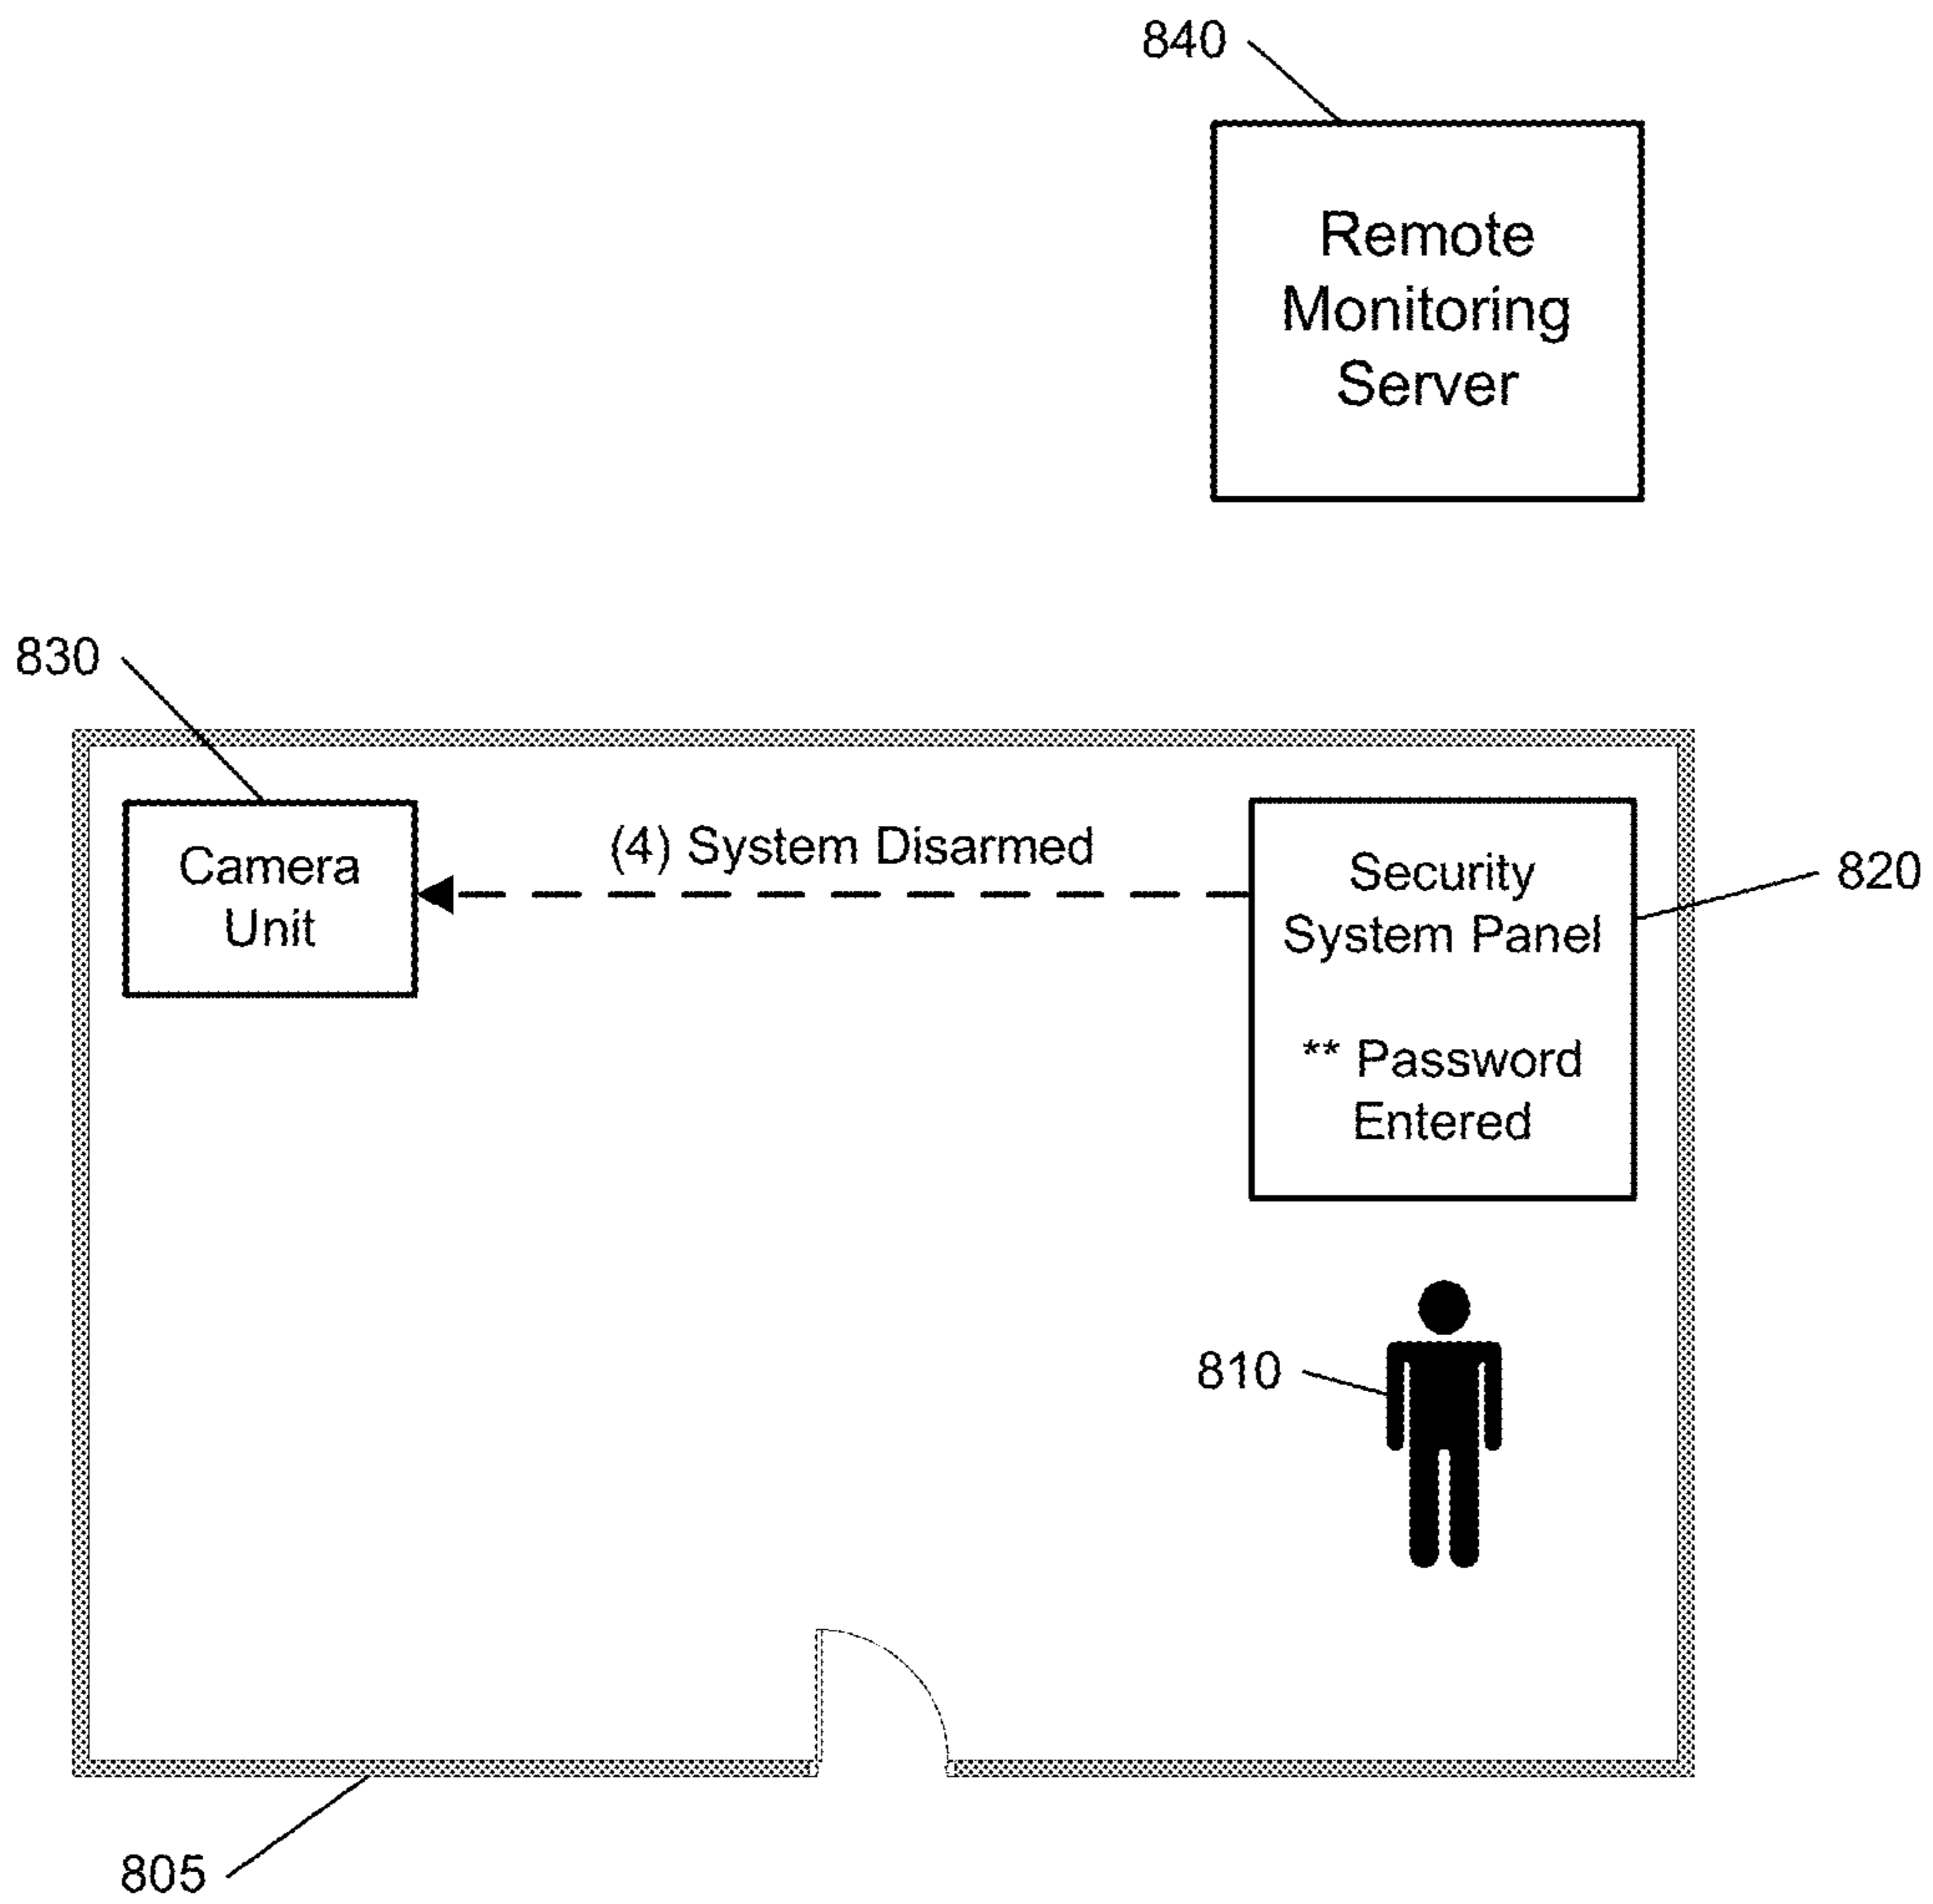 840
Remote
Monitoring
Server
830
Camera
Unit
(4) System Disarmed
Security
System Panel
** Password
Entered
820
810
805